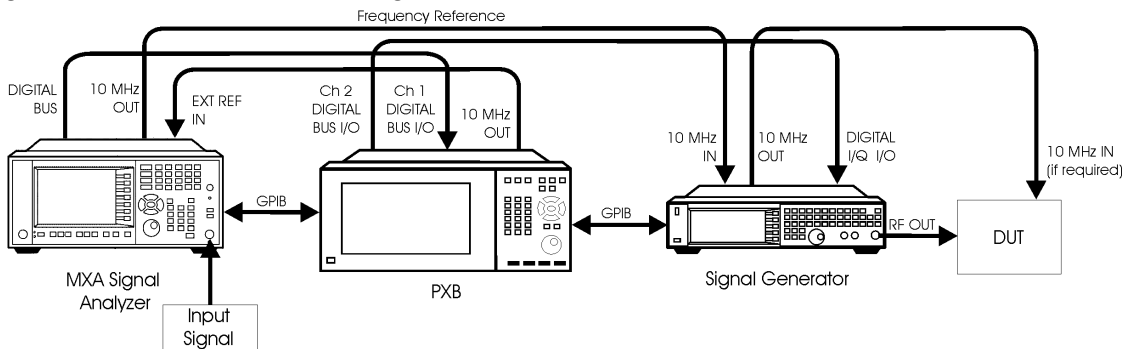 Frequency Reference
DIGITAL
BUS
10 MHz
OUT
EXT REF
IN
Ch 2
DIGITAL
BUS I/O
Ch 1
DIGITAL
BUS I/O
10 MHz
OUT
10 MHz
IN
10 MHz
OUT
DIGITAL
I/Q I/O
10 MHz IN
(if required)
GPIB
GPIB
RF OUT
DUT
MXA Signal
Analyzer
PXB
Signal Generator
Input
Signal